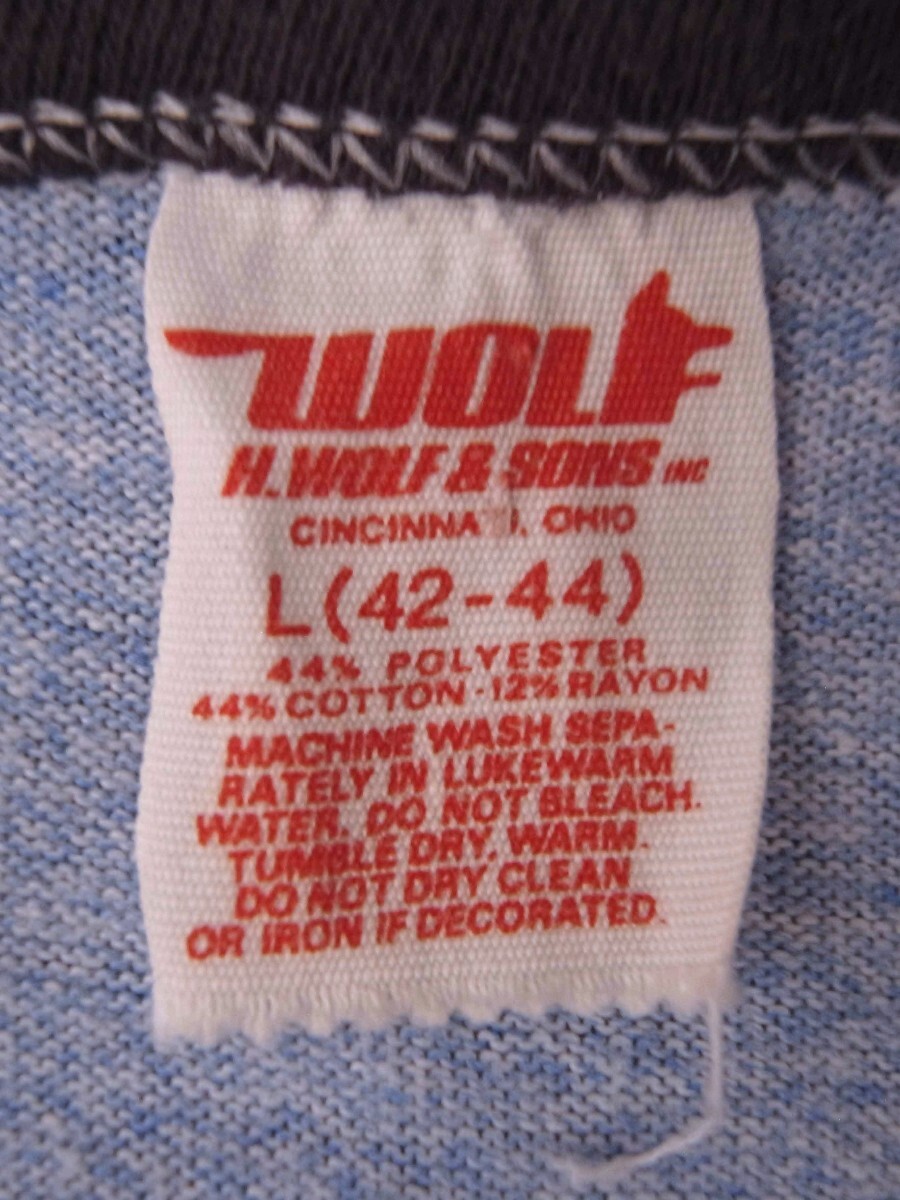 WOLF
H. WOLF & SONS INC
CINCINNATI, OHIO
L (42-44)
44% POLYESTER
44% COTTON - 12% RAYON
MACHINE WASH SEPA-
RATELY IN LUKEWARM
WATER. DO NOT BLEACH.
TUMBLE DRY, WARM.
DO NOT DRY CLEAN
OR IRON IF DECORATED.